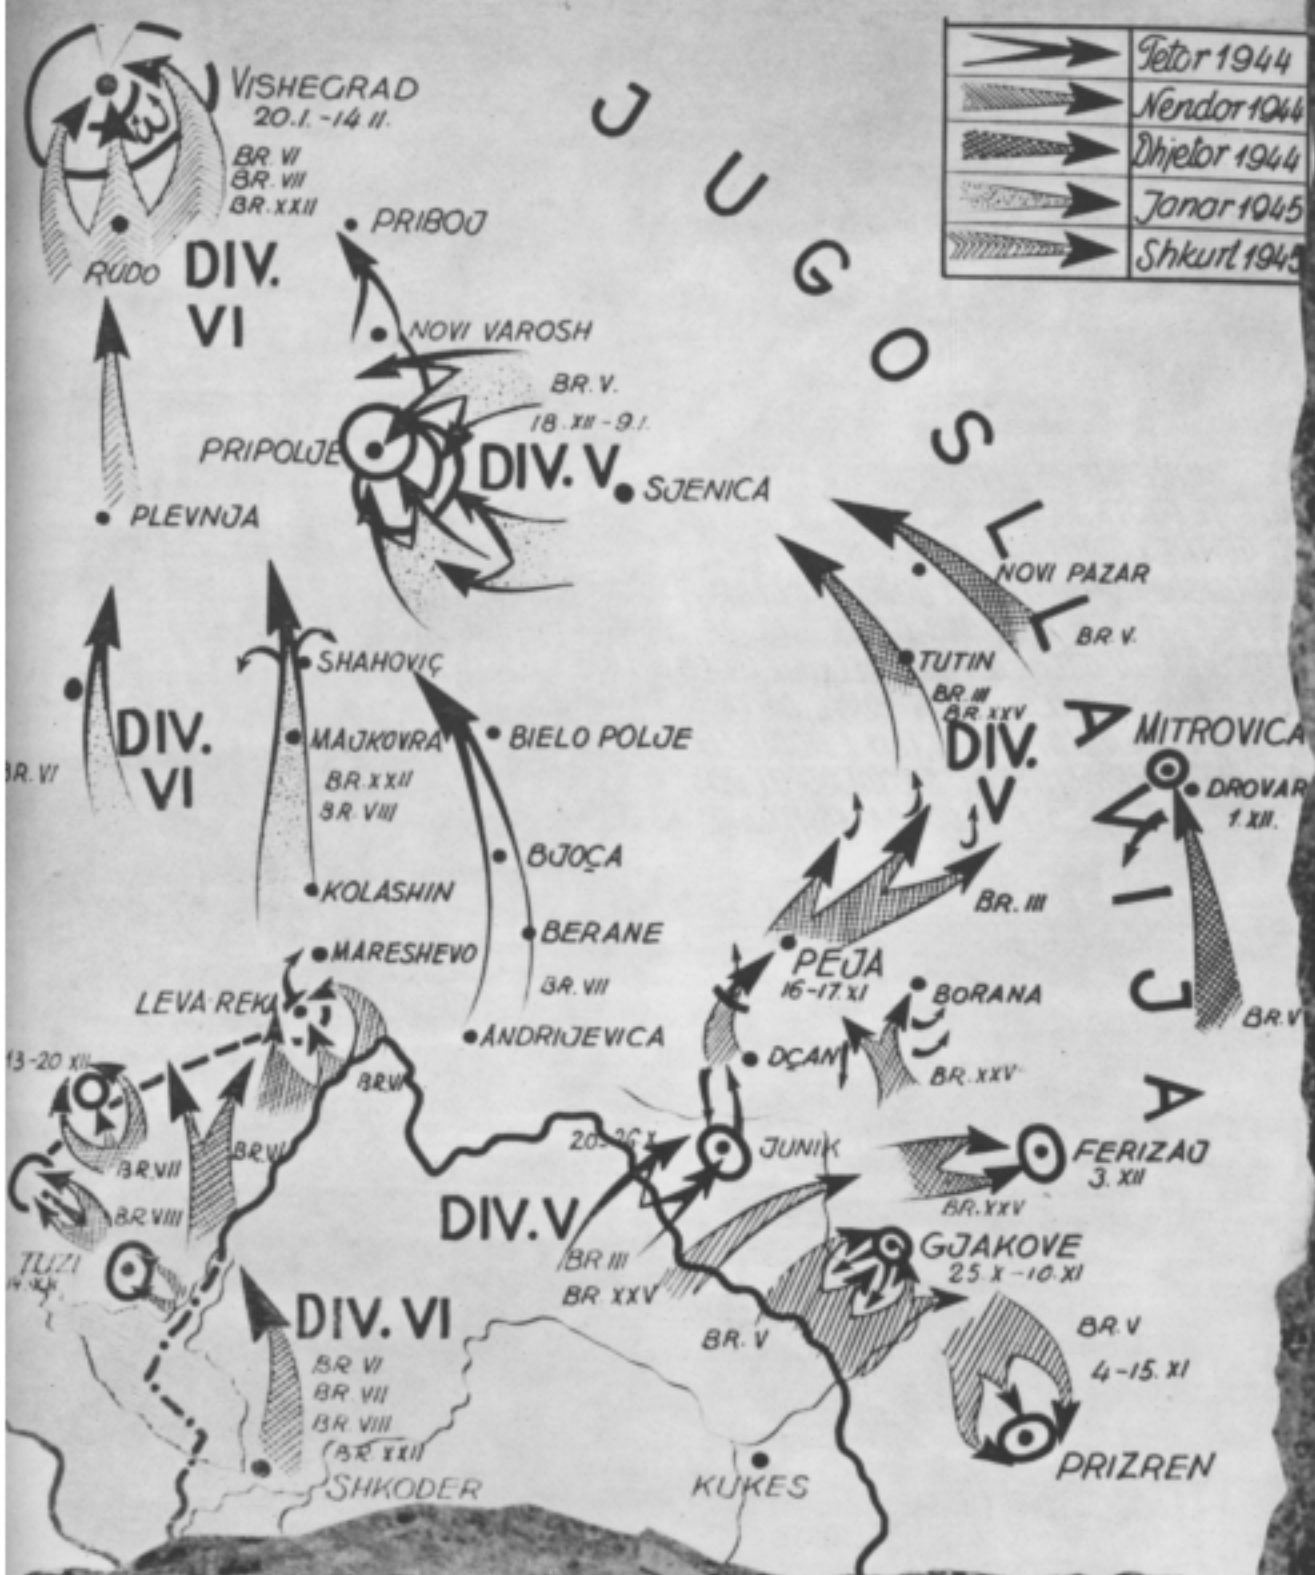 Tetor 1944
Nendor 1944
Dhjetor 1944
Janar 1945
Shkurt 1945
JUGOSLLAVIJA
VISHEGRAD
20.I.-14 II.
BR. VI
BR. VII
BR. XXII
RUDO
DIV.
VI
PRIBOJ
NOVI VAROSH
BR. V.
18. XII - 9.I.
PRIPOLJE
DIV. V
SJENICA
PLEVNJA
NOVI PAZAR
BR. V.
TUTIN
BR. III
BR. XXV
DIV.
V
SHAHOVIÇ
MAJKOVRA
BR. XXII
BR. VIII
BR. VI
DIV.
VI
BIELO POLJE
MITROVICA
DROVAR
1. XII.
BR. V
BJOÇA
KOLASHIN
BERANE
BR. VII
MARESHEVO
ANDRIJEVICA
LEVA REKA
BR. III
PEJA
16-17. XI
BORANA
BR. XXV
DÇAN
13-20 XII
BR. VII
BR. VI
BR. VI
BR. VIII
TUZI
JUNIK
DIV. V
BR III
BR XXV
FERIZAJ
3. XII
BR. XXV
GJAKOVE
25. X - 10. XI
BR. V
BR. V
4-15. XI
PRIZREN
DIV. VI
BR VI
BR. VII
BR. VIII
(BR XXII
SHKODER
KUKES